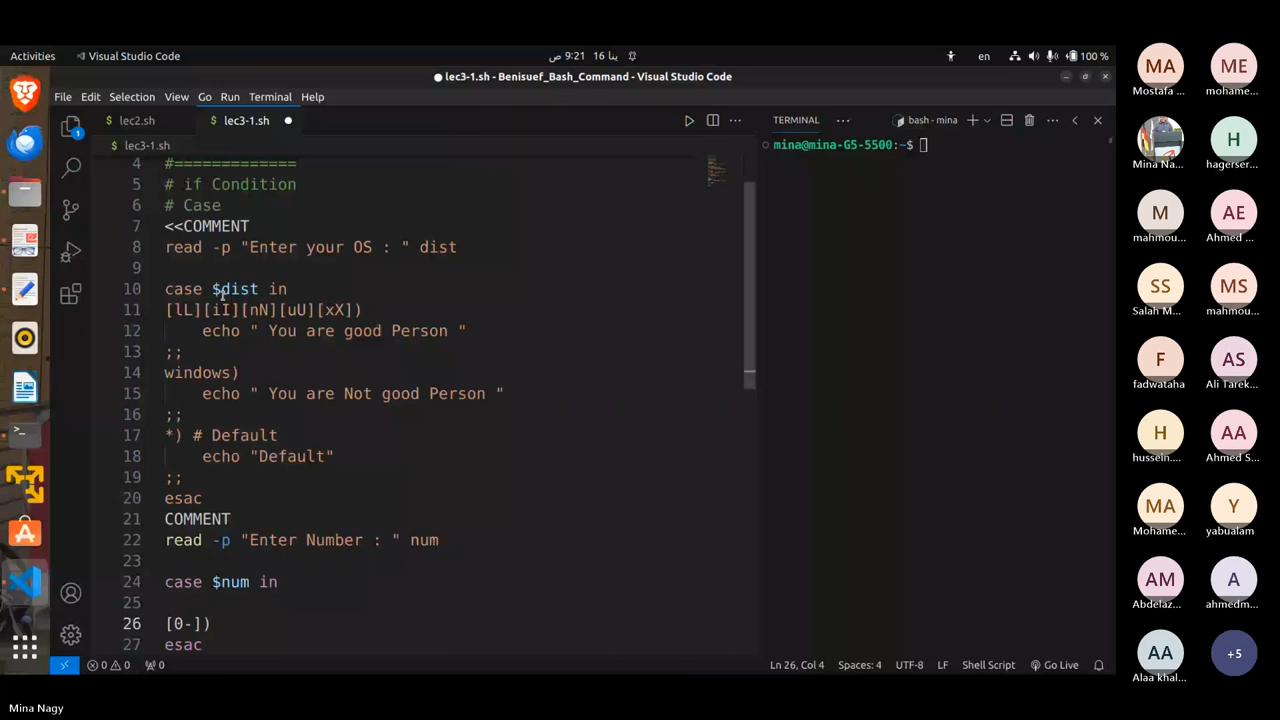 Activities
Visual Studio Code
9:21 ص 16 ينا
en
100 %
lec3-1.sh - Benisuef_Bash_Command - Visual Studio Code
File Edit Selection View Go Run Terminal Help
lec2.sh
lec3-1.sh
TERMINAL
bash - mina
lec3-1.sh
mina@mina-G5-5500:~$
4 #=============
5 # if Condition
6 # Case
7 <<COMMENT
8 read -p "Enter your OS : " dist
9
10 case $dist in
11 [lL][iI][nN][uU][xX])
12 echo " You are good Person "
13 ;;
14 windows)
15 echo " You are Not good Person "
16 ;;
17 *) # Default
18 echo "Default"
19 ;;
20 esac
21 COMMENT
22 read -p "Enter Number : " num
23
24 case $num in
25
26 [0-])
27 esac
1
0 0 0
Ln 26, Col 4 Spaces: 4 UTF-8 LF Shell Script Go Live
Mina Nagy
MA
Mostafa ...
ME
mohame...
Mina Na...
H
hagerser...
M
mahmou...
AE
Ahmed ...
SS
Salah M...
MS
mahmou...
F
fadwataha
AS
Ali Tarek...
H
hussein....
AA
Ahmed S...
MA
Mohame...
Y
yabualam
AM
Abdelaz...
A
ahmedm...
AA
Alaa khal...
+5